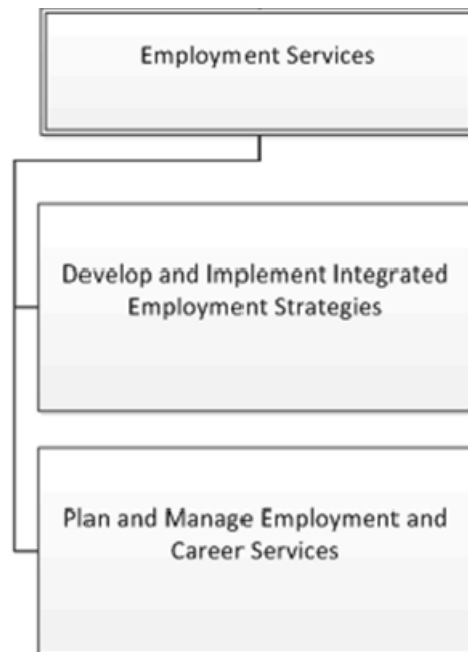 Employment Services
Develop and Implement Integrated
Employment Strategies
Plan and Manage Employment and
Career Services